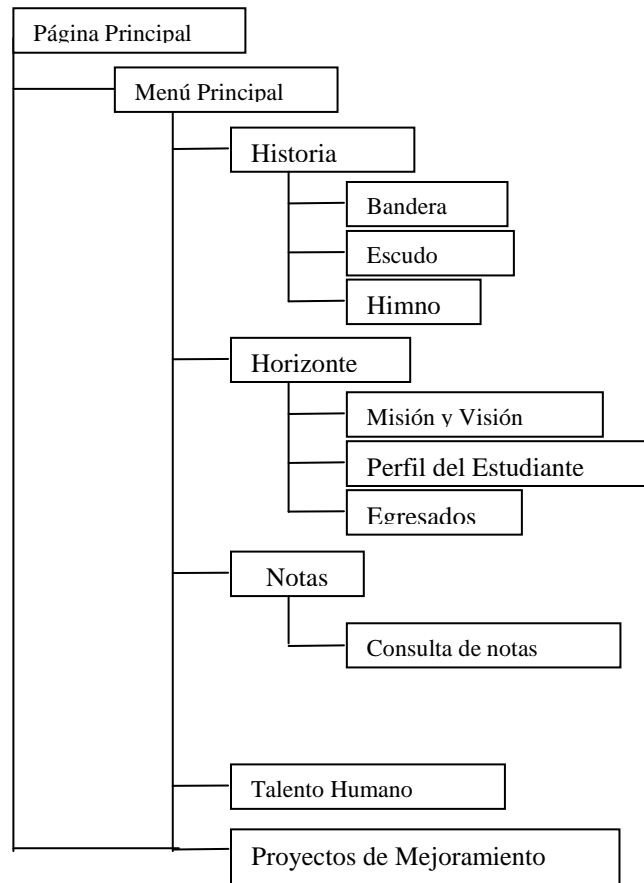 Página Principal
Menú Principal
Historia
Bandera
Escudo
Himno
Horizonte
Misión y Visión
Perfil del Estudiante
Egresados
Notas
Consulta de notas
Talento Humano
Proyectos de Mejoramiento